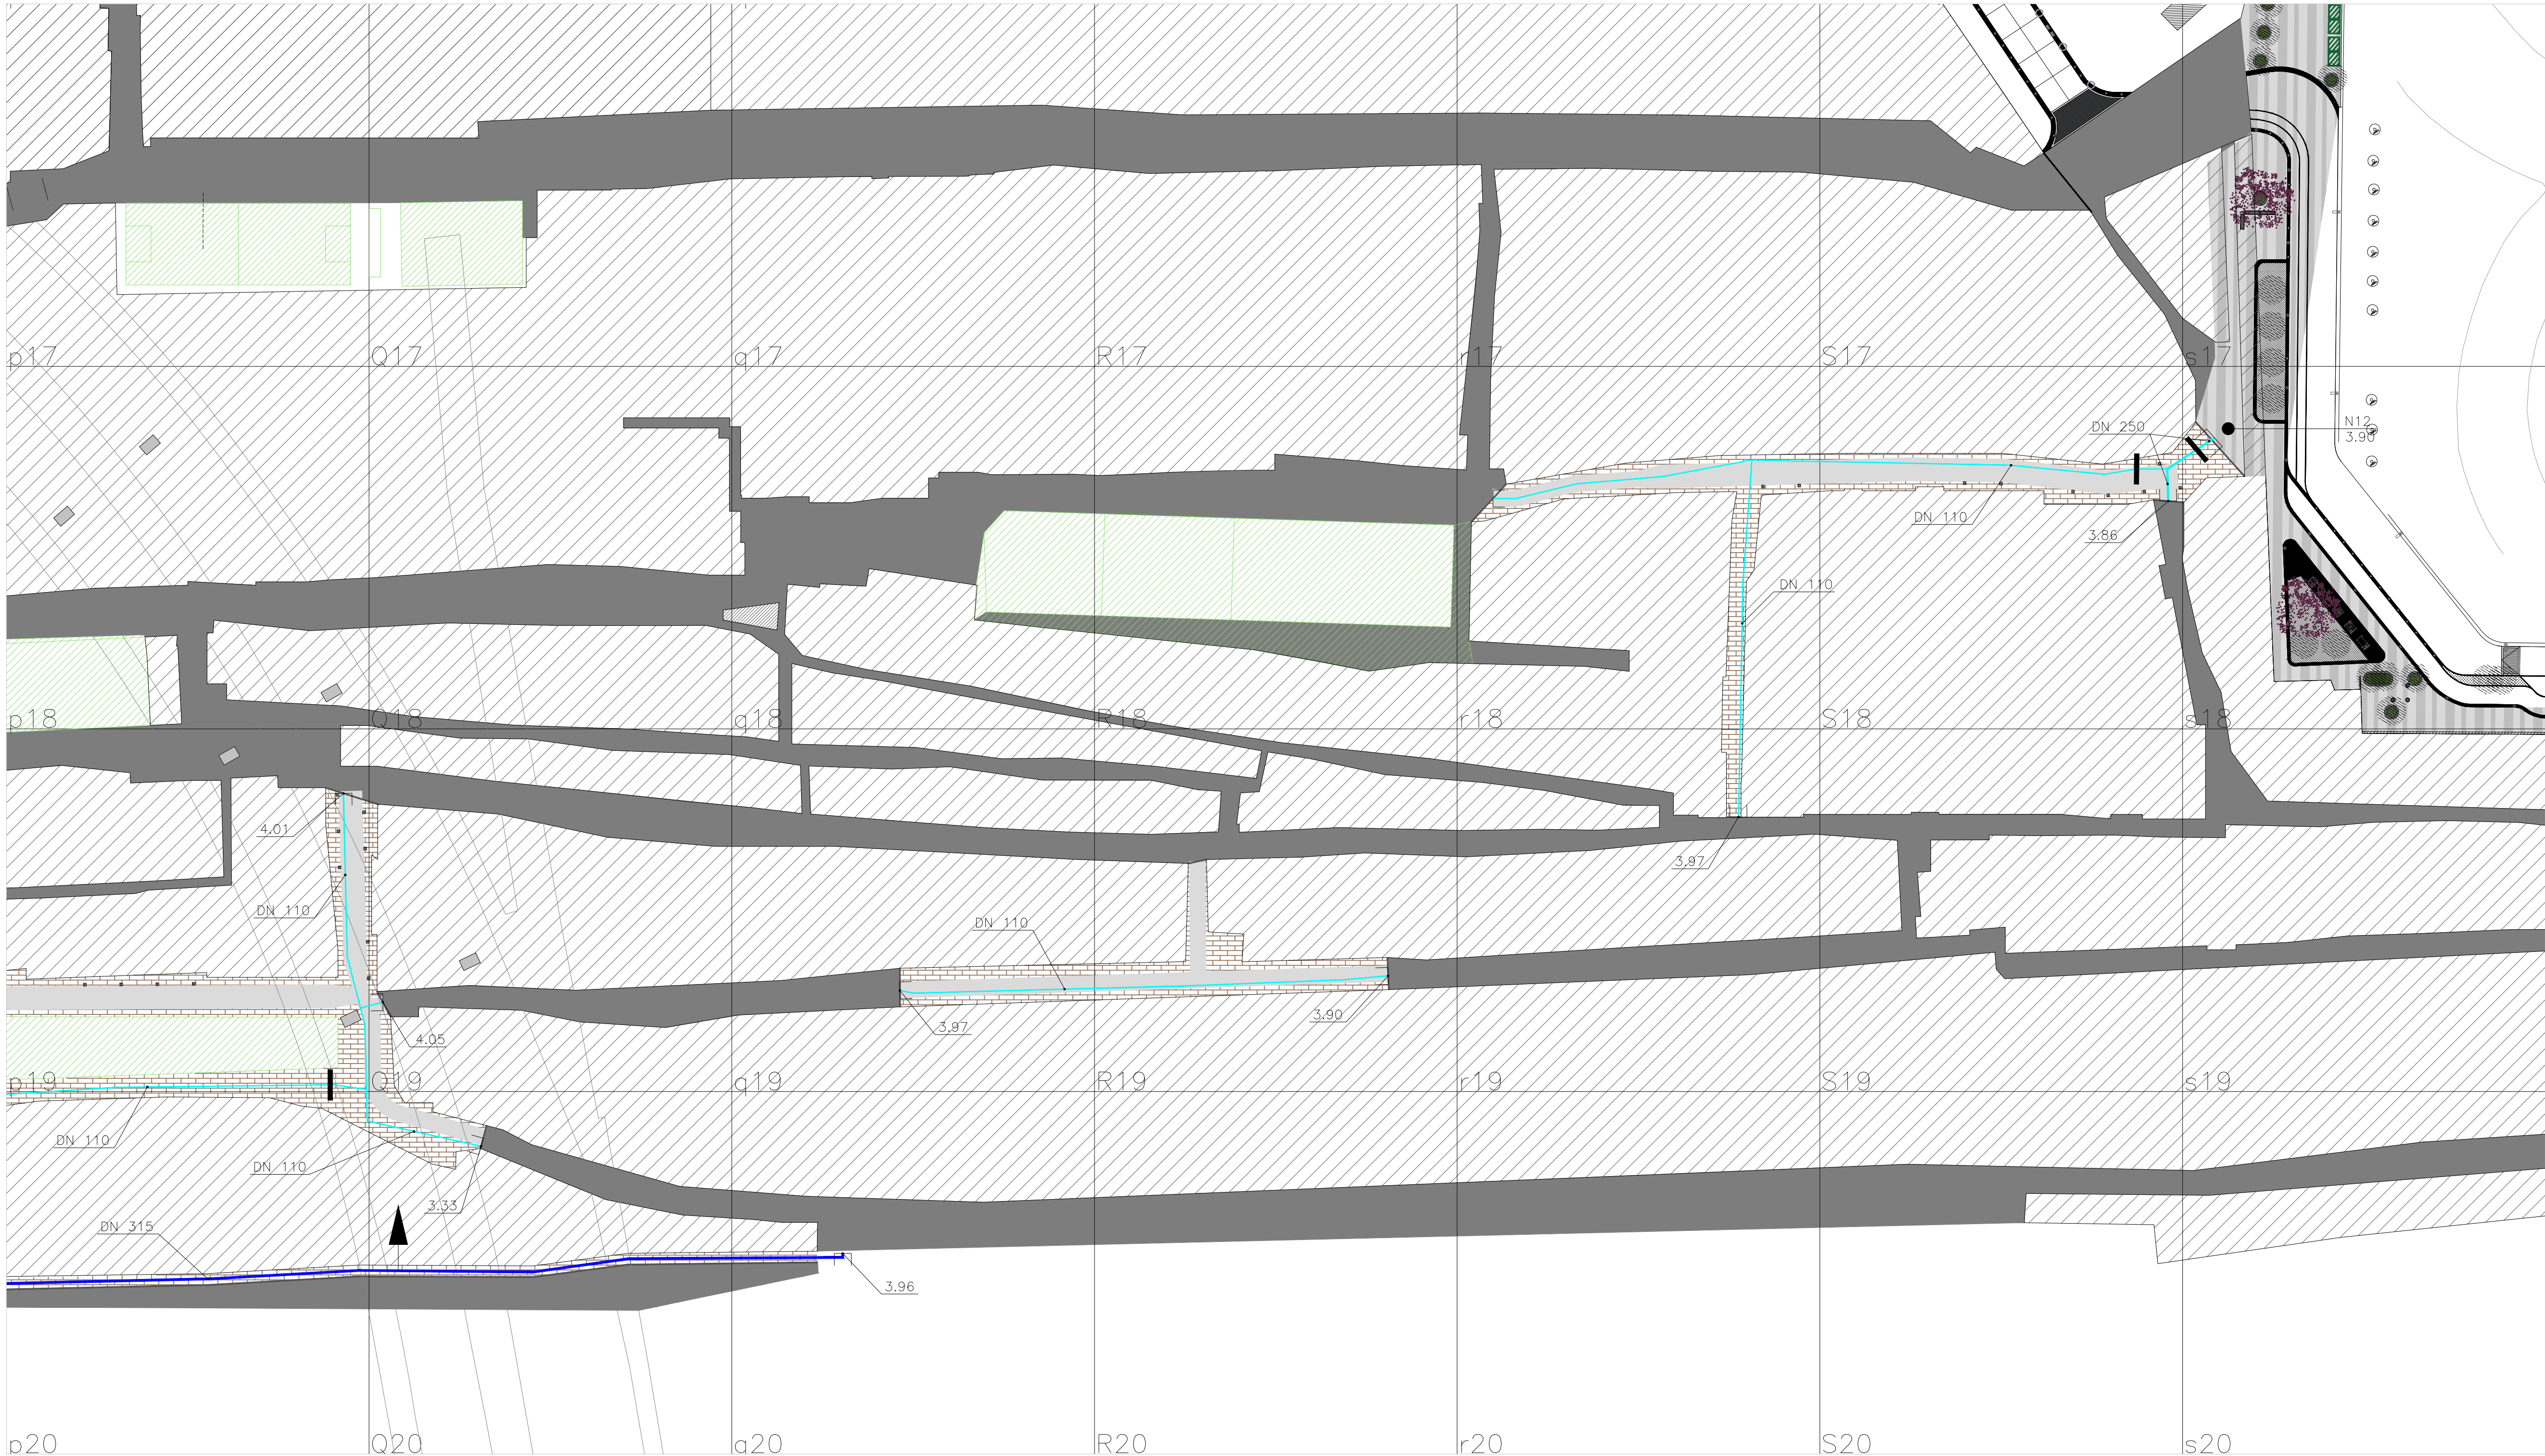 p17
Q17
q17
R17
r17
S17
s17
DN 250
N12
3.90
DN 110
3.86
DN 110
p18
Q18
q18
R18
r18
S18
s18
4.01
3.97
DN 110
DN 110
3.97
3.90
4.05
p19
Q19
q19
R19
r19
S19
s19
DN 110
DN 110
3.33
DN 315
3.96
p20
Q20
q20
R20
r20
S20
s20